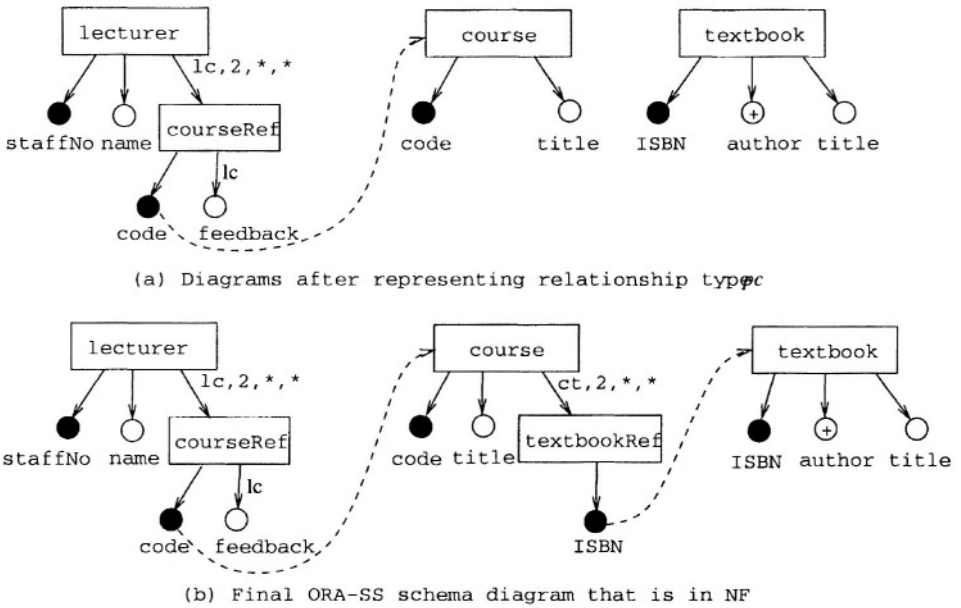 lecturer course textbook
lc,2,*,*
courseRef
staffNo name code title ISBN author title
+
lc
code feedback
(a) Diagrams after representing relationship type
lecturer course textbook
lc,2,*,* ct,2,*,*
courseRef textbookRef
staffNo name code title ISBN author title
+
lc
code feedback ISBN
(b) Final ORA-SS schema diagram that is in NF